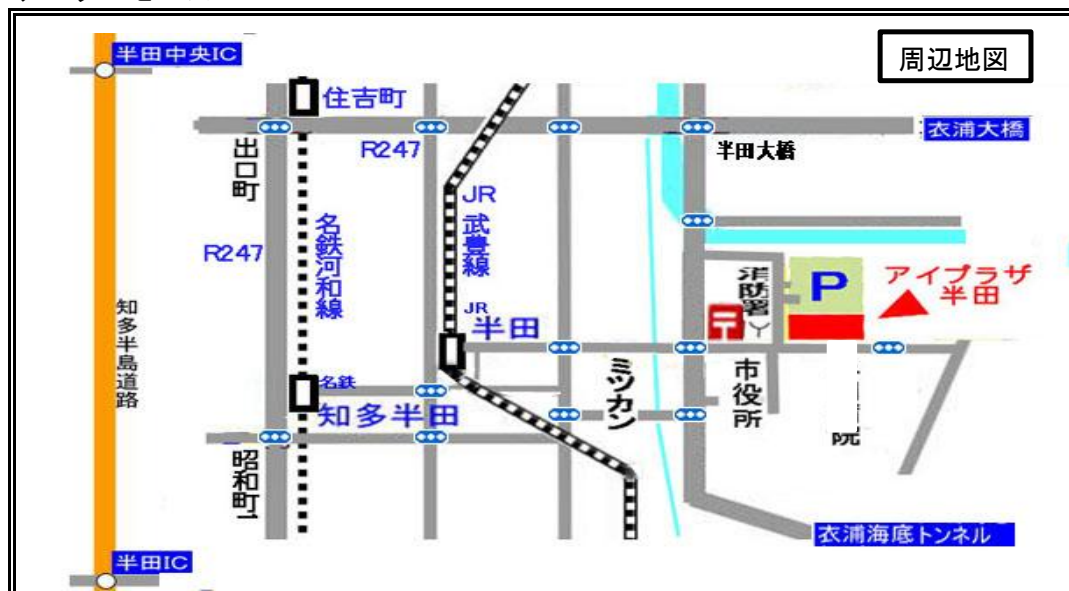 周辺地図
半田中央IC
住吉町
衣浦大橋
半田大橋
R247
出口町
R247
名鉄河和線
JR
武豊線
消防署
P
アイプラザ
半田
JR
半田
知多半島道路
ミツカン
市役所
名鉄
知多半田
院
昭和町1
衣浦海底トンネル
半田IC